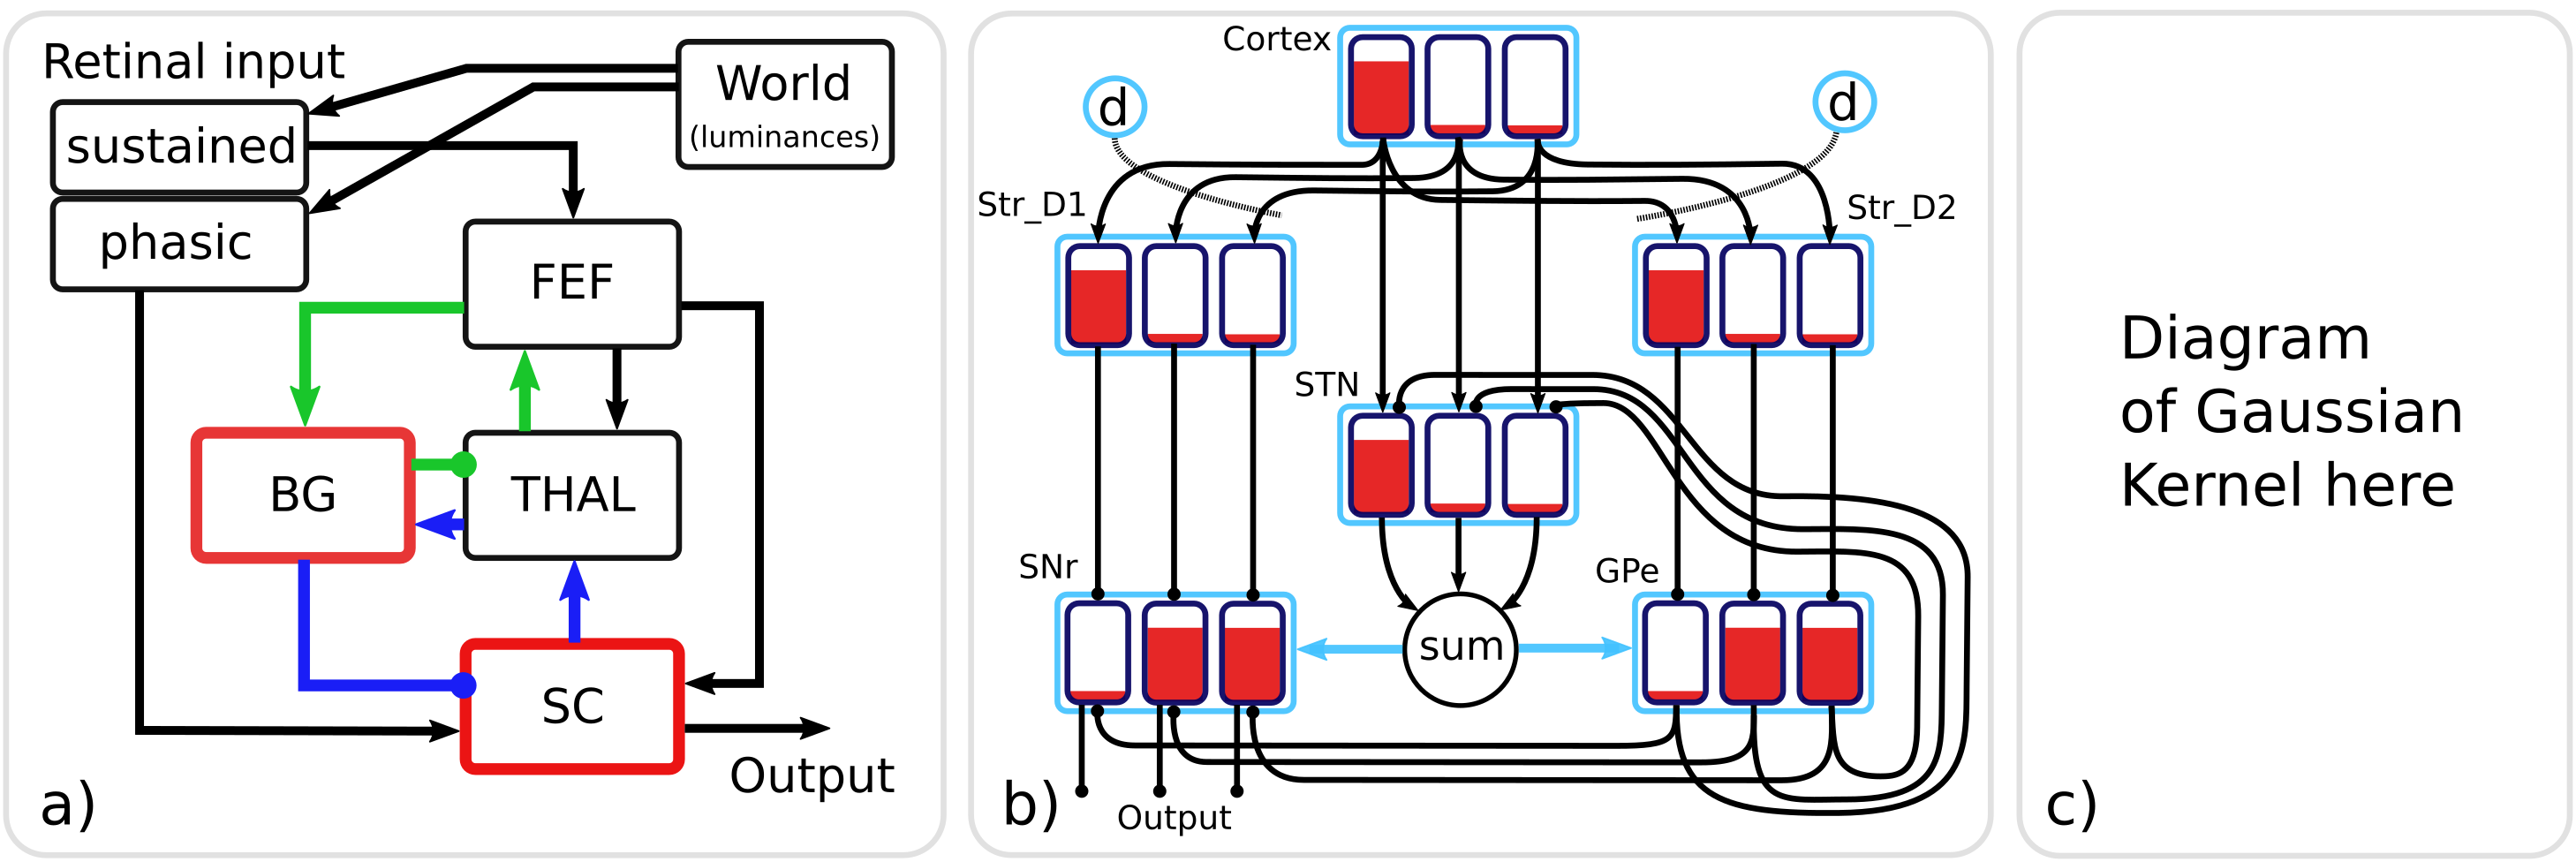 Retinal input
World
(luminances)
sustained
phasic
FEF
BG
THAL
SC
Output
a)
Cortex
d
d
Str_D1
Str_D2
STN
SNr
GPe
sum
Output
b)
Diagram
of Gaussian
Kernel here
c)